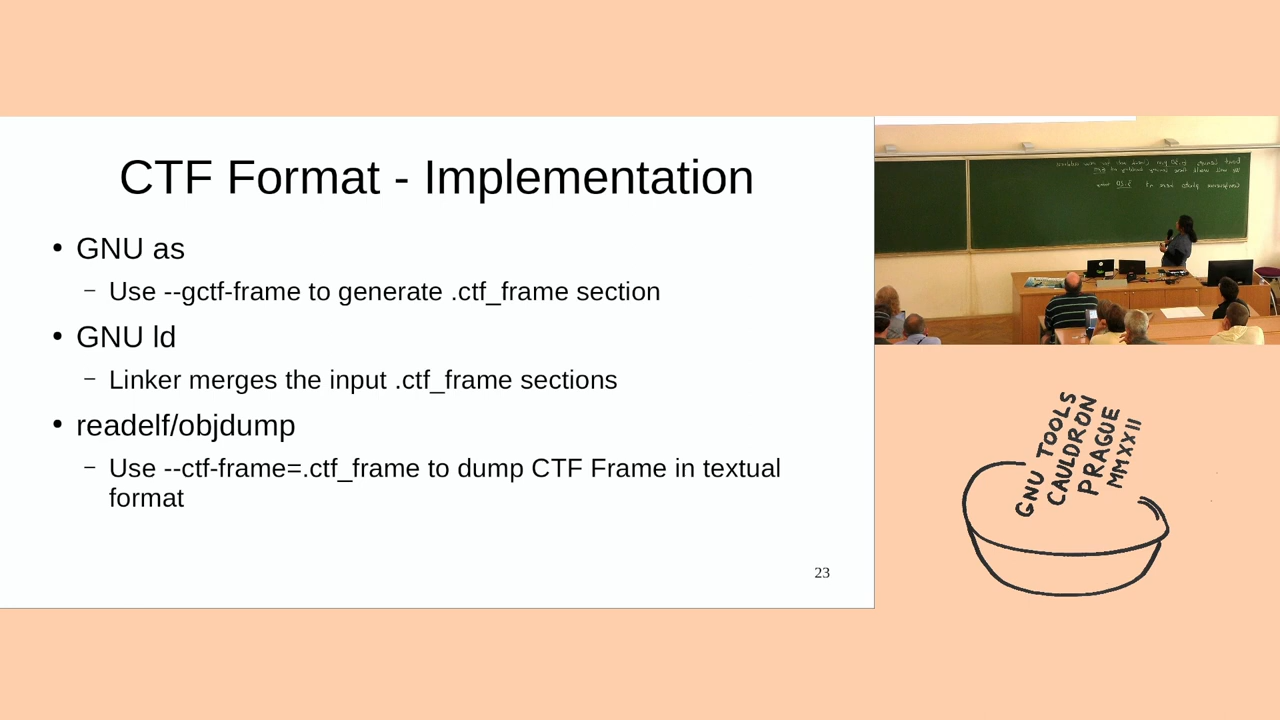 CTF Format - Implementation
• GNU as
– Use --gctf-frame to generate .ctf_frame section
• GNU ld
– Linker merges the input .ctf_frame sections
• readelf/objdump
– Use --ctf-frame=.ctf_frame to dump CTF Frame in textual
format
23
GNU TOOLS
CAULDRON
PRAGUE
MMXXII